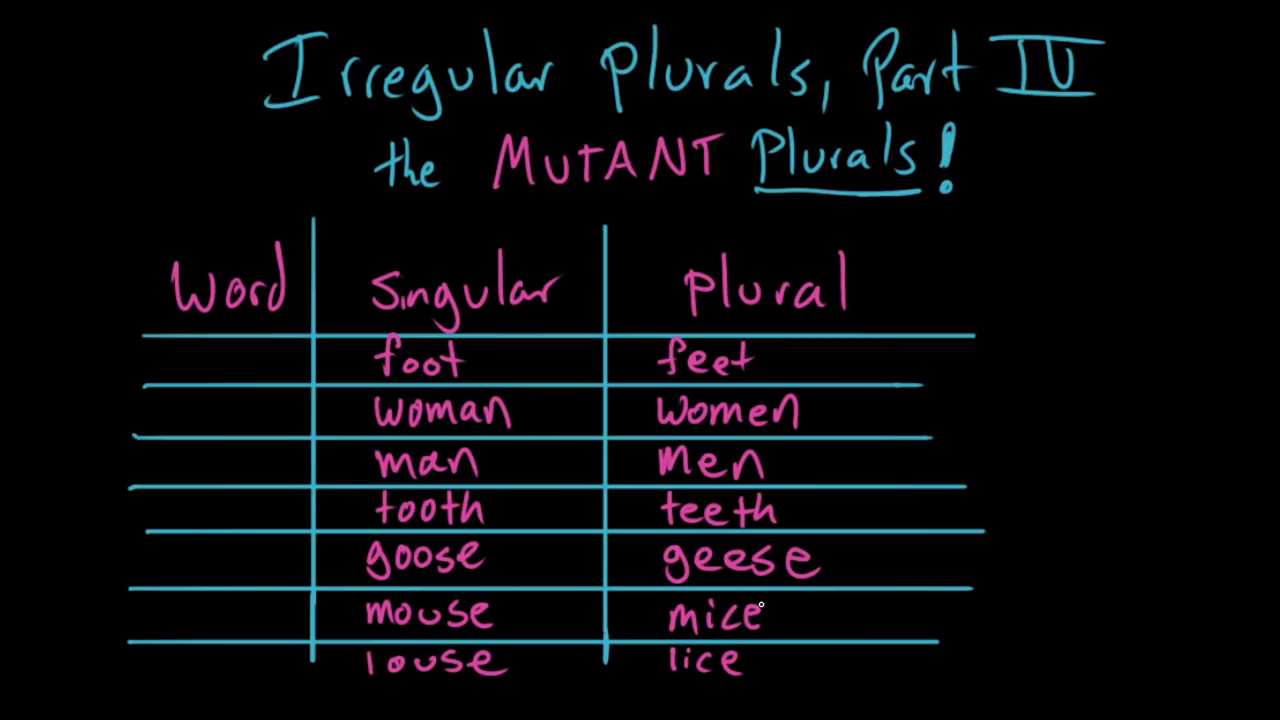 Irregular plurals, Part IV
the MUTANT Plurals!
Word singular plural
foot feet
woman women
man men
tooth teeth
goose geese
mouse mice
louse lice